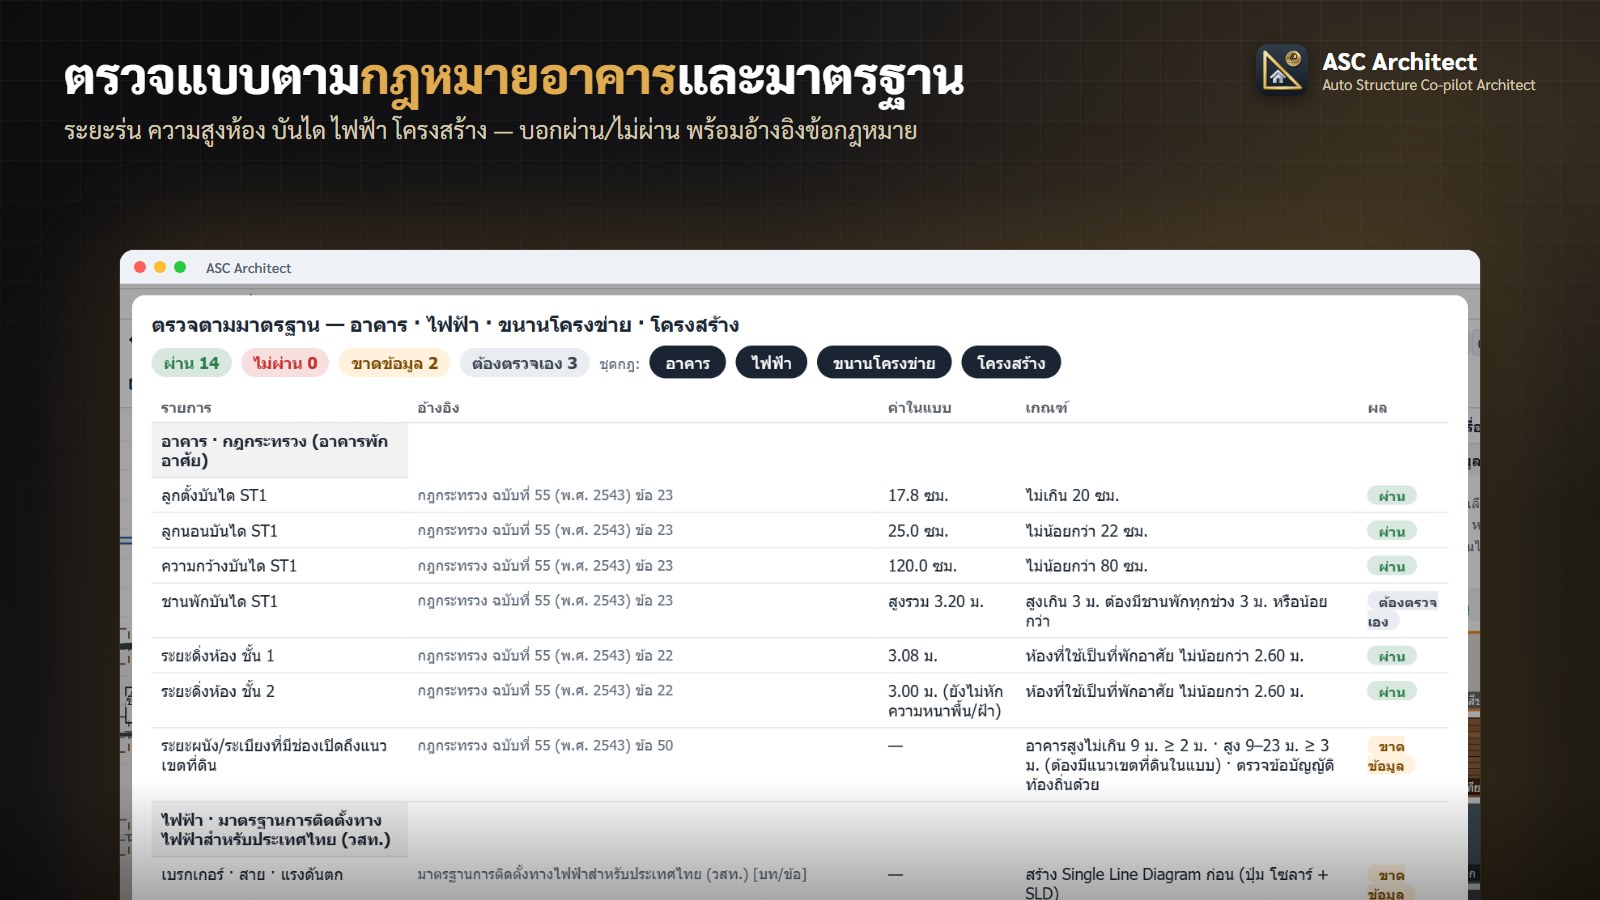 ตรวจแบบตามกฎหมายอาคารและมาตรฐาน
ระยะร่น ความสูงห้อง บันได ไฟฟ้า โครงสร้าง — บอกผ่าน/ไม่ผ่าน พร้อมอ้างอิงข้อกฎหมาย
ASC Architect
Auto Structure Co-pilot Architect
ASC Architect
ตรวจตามมาตรฐาน — อาคาร · ไฟฟ้า · ขนานโครงข่าย · โครงสร้าง
ผ่าน 14 ไม่ผ่าน 0 ขาดข้อมูล 2 ต้องตรวจเอง 3 ชุดกฎ: อาคาร ไฟฟ้า ขนานโครงข่าย โครงสร้าง
รายการ อ้างอิง ค่าในแบบ เกณฑ์ ผล
อาคาร · กฎกระทรวง (อาคารพัก
อาศัย)
ลูกตั้งบันได ST1 กฎกระทรวง ฉบับที่ 55 (พ.ศ. 2543) ข้อ 23 17.8 ซม. ไม่เกิน 20 ซม. ผ่าน
ลูกนอนบันได ST1 กฎกระทรวง ฉบับที่ 55 (พ.ศ. 2543) ข้อ 23 25.0 ซม. ไม่น้อยกว่า 22 ซม. ผ่าน
ความกว้างบันได ST1 กฎกระทรวง ฉบับที่ 55 (พ.ศ. 2543) ข้อ 23 120.0 ซม. ไม่น้อยกว่า 80 ซม. ผ่าน
ชานพักบันได ST1 กฎกระทรวง ฉบับที่ 55 (พ.ศ. 2543) ข้อ 23 สูงรวม 3.20 ม. สูงเกิน 3 ม. ต้องมีชานพักทุกช่วง 3 ม. หรือน้อย ต้องตรวจ
กว่า เอง
ระยะดิ่งห้อง ชั้น 1 กฎกระทรวง ฉบับที่ 55 (พ.ศ. 2543) ข้อ 22 3.08 ม. ห้องที่ใช้เป็นที่พักอาศัย ไม่น้อยกว่า 2.60 ม. ผ่าน
ระยะดิ่งห้อง ชั้น 2 กฎกระทรวง ฉบับที่ 55 (พ.ศ. 2543) ข้อ 22 3.00 ม. (ยังไม่หัก ห้องที่ใช้เป็นที่พักอาศัย ไม่น้อยกว่า 2.60 ม. ผ่าน
ความหนาพื้น/ฝ้า)
ระยะผนัง/ระเบียงที่มีช่องเปิดถึงแนว กฎกระทรวง ฉบับที่ 55 (พ.ศ. 2543) ข้อ 50 — อาคารสูงไม่เกิน 9 ม. ≥ 2 ม. · สูง 9–23 ม. ≥ 3 ขาด
เขตที่ดิน ม. (ต้องมีแนวเขตที่ดินในแบบ) · ตรวจข้อบัญญัติ ข้อมูล
ท้องถิ่นด้วย
ไฟฟ้า · มาตรฐานการติดตั้งทาง
ไฟฟ้าสำหรับประเทศไทย (วสท.)
เบรกเกอร์ · สาย · แรงดันตก มาตรฐานการติดตั้งทางไฟฟ้าสำหรับประเทศไทย (วสท.) [บท/ข้อ] — สร้าง Single Line Diagram ก่อน (ปุ่ม โซลาร์ + ขาด
SLD) ข้อมูล